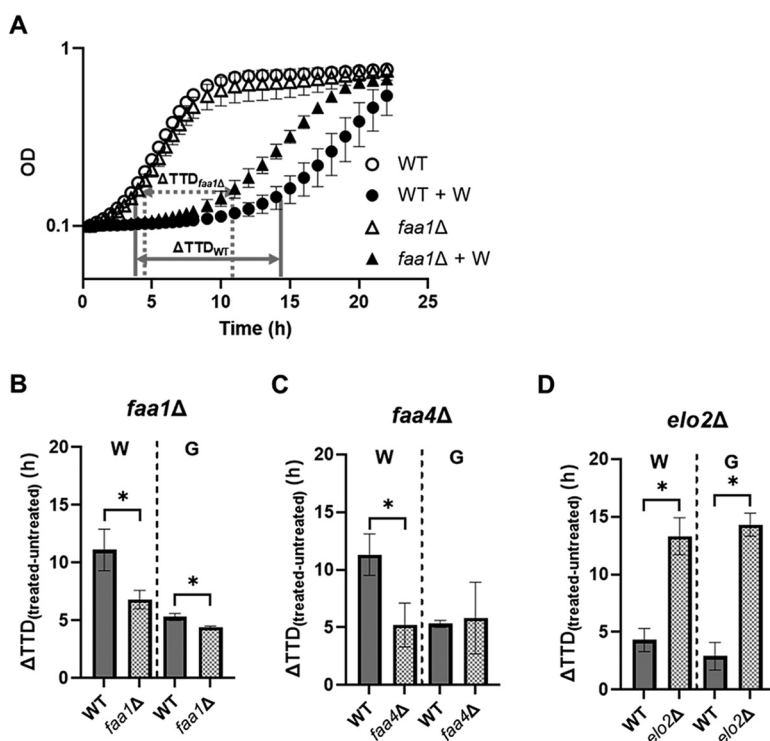 A
1
OD
0.1
ΔTTDfaa1Δ
ΔTTDWT
WT
WT + W
faa1Δ
faa1Δ + W
0 5 10 15 20 25
Time (h)
B
faa1Δ
W G
* *
ΔTTD(treated-untreated) (h)
20
15
10
5
0
WT faa1Δ WT faa1Δ
C
faa4Δ
W G
*
ΔTTD(treated-untreated) (h)
20
15
10
5
0
WT faa4Δ WT faa4Δ
D
elo2Δ
W G
* *
ΔTTD(treated-untreated) (h)
20
15
10
5
0
WT elo2Δ WT elo2Δ